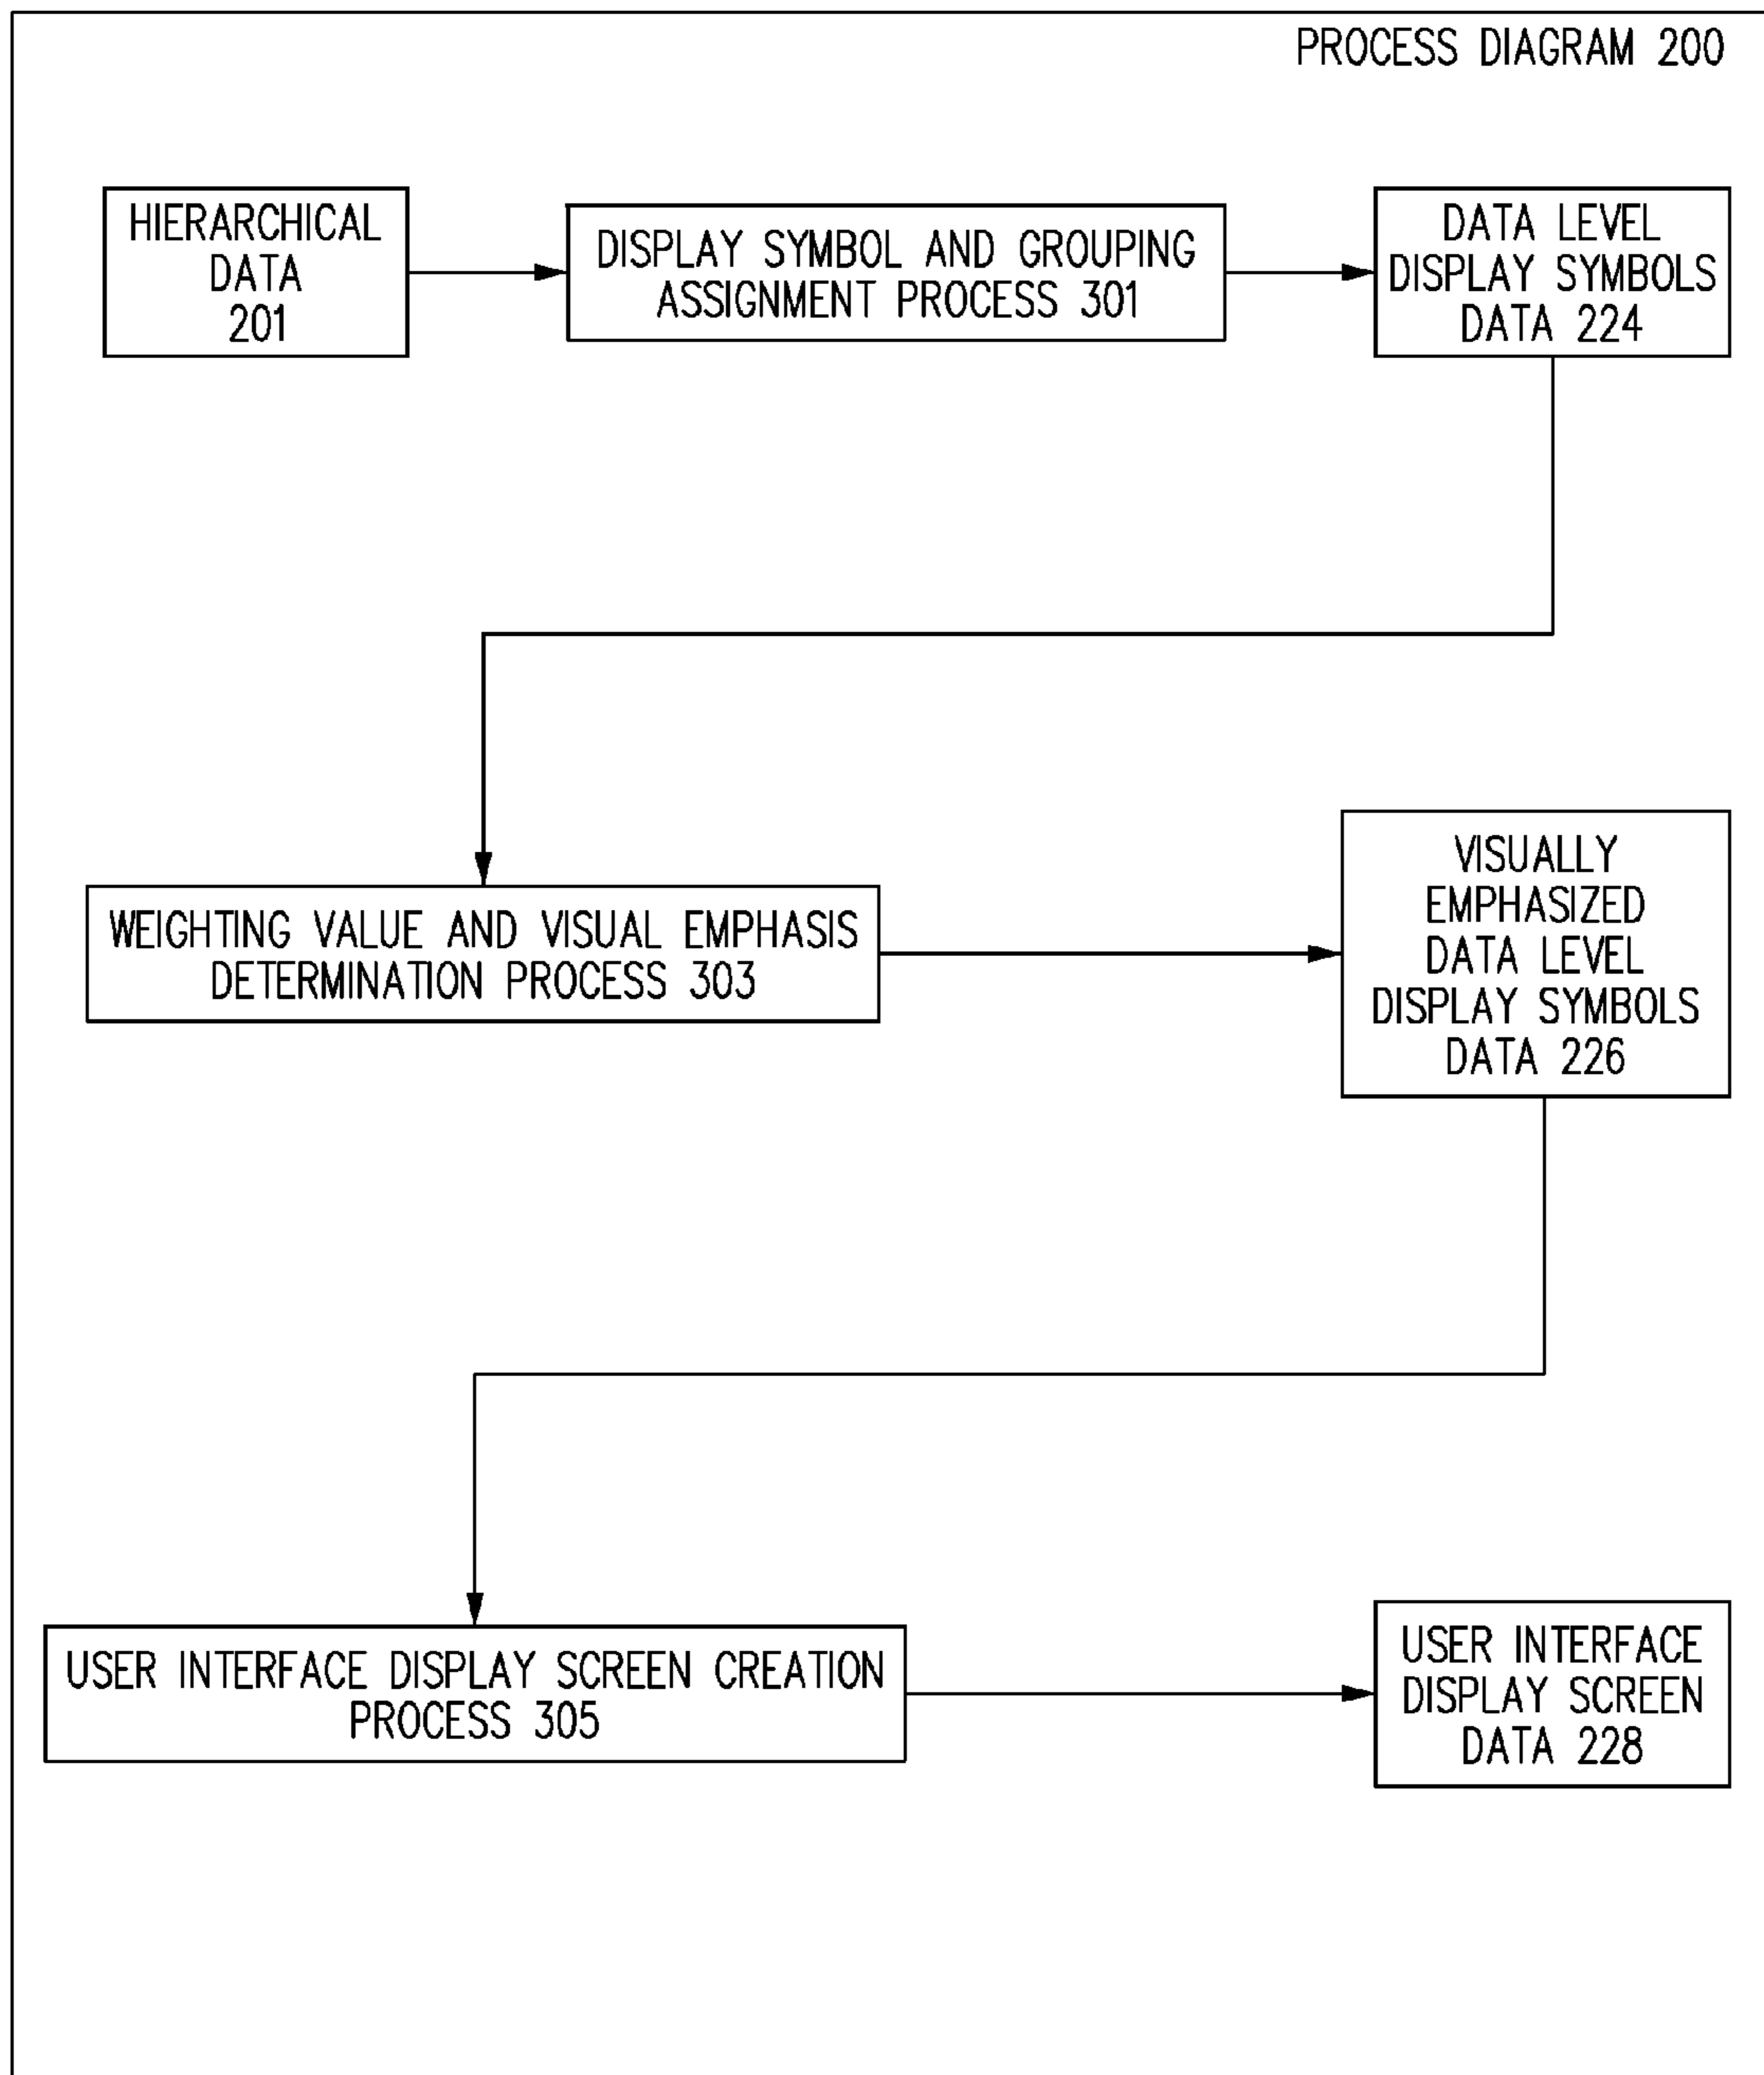 PROCESS DIAGRAM 200
HIERARCHICAL
DATA
201
DISPLAY SYMBOL AND GROUPING
ASSIGNMENT PROCESS 301
DATA LEVEL
DISPLAY SYMBOLS
DATA 224
WEIGHTING VALUE AND VISUAL EMPHASIS
DETERMINATION PROCESS 303
VISUALLY
EMPHASIZED
DATA LEVEL
DISPLAY SYMBOLS
DATA 226
USER INTERFACE DISPLAY SCREEN CREATION
PROCESS 305
USER INTERFACE
DISPLAY SCREEN
DATA 228